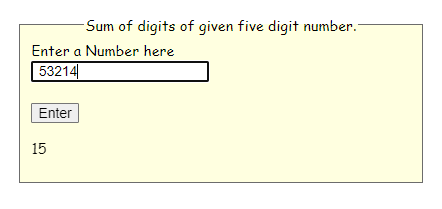 Sum of digits of given five digit number.
Enter a Number here
53214
Enter
15